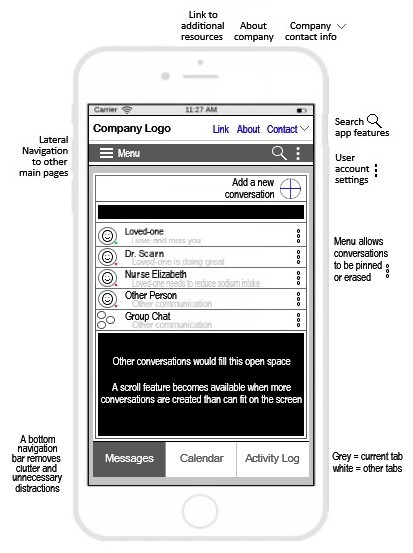 Link to
additional
resources
About
company
Company
contact info
Carrier
11:27 AM
Company Logo
Link About Contact
Search
app features
Lateral
Navigation
to other
main pages
Menu
User
account
settings
Add a new
conversation
Loved-one
I love and miss you
Dr. Scarn
Loved-one is doing great
Nurse Elizabeth
Loved-one needs to reduce sodium intake
Other Person
Other communication
Group Chat
Other communication
Menu allows
conversations
to be pinned
or erased
Other conversations would fill this open space
A scroll feature becomes available when more
conversations are created than can fit on the screen
A bottom
navigation
bar removes
clutter and
unnecessary
distractions
Messages Calendar Activity Log
Grey = current tab
white = other tabs